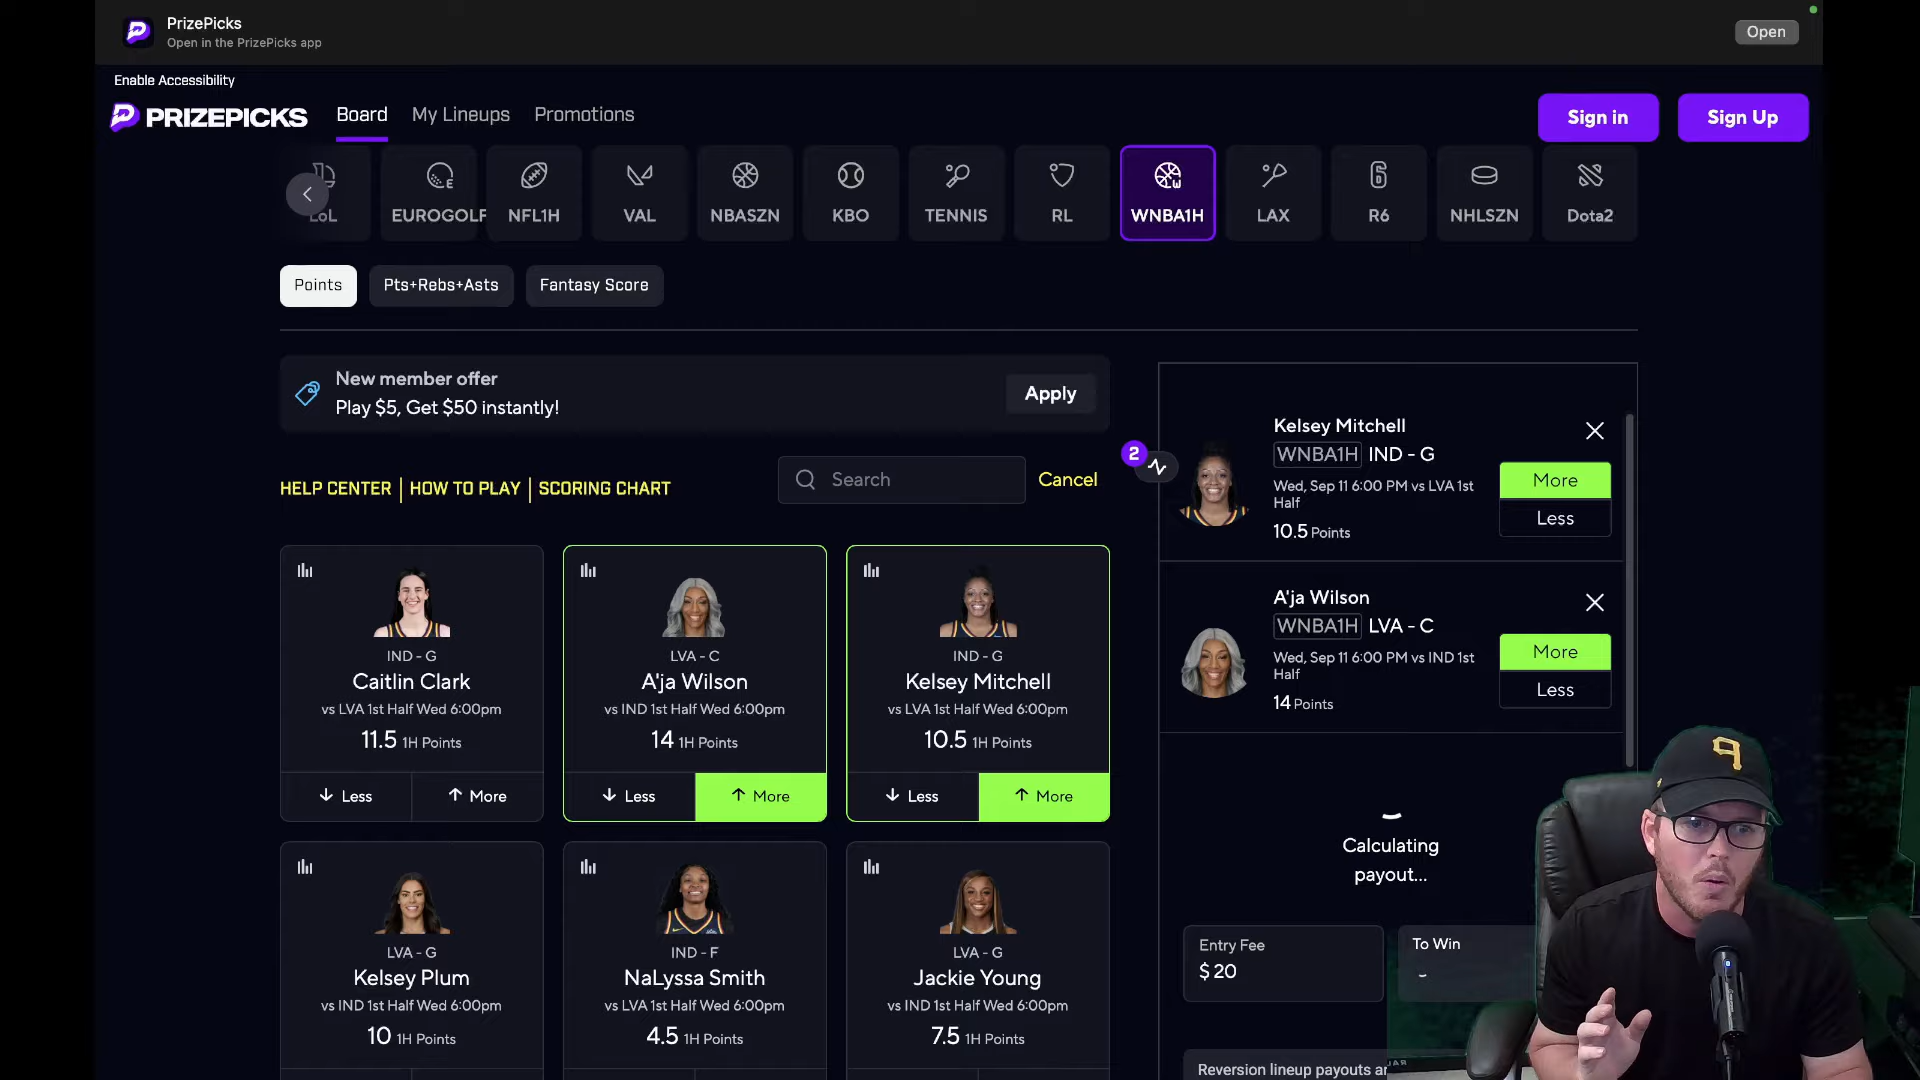 PrizePicks
Open in the PrizePicks app
Open
Enable Accessibility
PRIZEPICKS
Board
My Lineups
Promotions
Sign in
Sign Up
LoL
EUROGOLF
NFL1H
VAL
NBASZN
KBO
TENNIS
RL
WNBA1H
LAX
R6
NHLSZN
Dota2
Points
Pts+Rebs+Asts
Fantasy Score
New member offer
Play $5, Get $50 instantly!
Apply
HELP CENTER
HOW TO PLAY
SCORING CHART
Search
Cancel
IND - G
Caitlin Clark
vs LVA 1st Half Wed 6:00pm
11.5 1H Points
Less
More
LVA - C
A'ja Wilson
vs IND 1st Half Wed 6:00pm
14 1H Points
Less
More
IND - G
Kelsey Mitchell
vs LVA 1st Half Wed 6:00pm
10.5 1H Points
Less
More
LVA - G
Kelsey Plum
vs IND 1st Half Wed 6:00pm
10 1H Points
IND - F
NaLyssa Smith
vs LVA 1st Half Wed 6:00pm
4.5 1H Points
LVA - G
Jackie Young
vs IND 1st Half Wed 6:00pm
7.5 1H Points
2
Kelsey Mitchell
WNBA1H IND - G
Wed, Sep 11 6:00 PM vs LVA 1st
Half
10.5 Points
More
Less
A'ja Wilson
WNBA1H LVA - C
Wed, Sep 11 6:00 PM vs IND 1st
Half
14 Points
More
Less
Calculating
payout...
Entry Fee
$ 20
To Win
-
Reversion lineup payouts